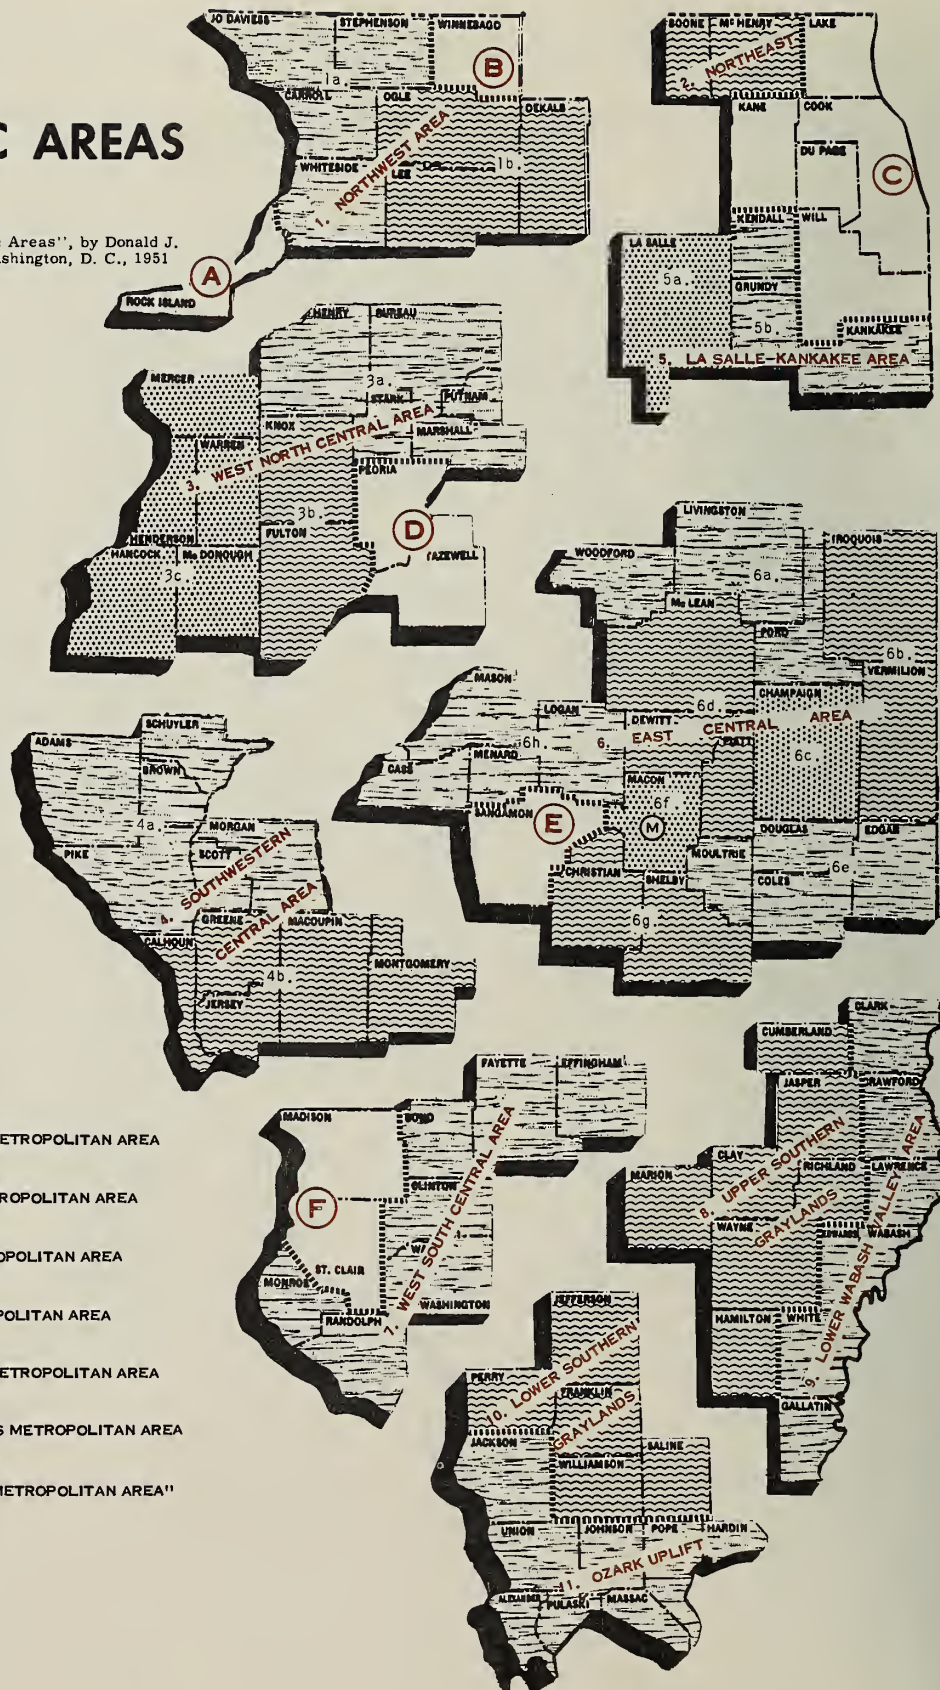 C AREAS
Areas", by Donald J.
ashington, D. C., 1951
JO DAVIESS
STEPHENSON
WINNEBAGO
B
1a.
CARROLL
OGLE
DEKALB
WHITESIDE
LEE
1b.
1. NORTHWEST AREA
A
ROCK ISLAND
BOONE
McHENRY
LAKE
2. NORTHEAST
KANE
COOK
DU PAGE
C
KENDALL
WILL
LA SALLE
5a.
GRUNDY
5b.
KANKAKEE
5. LA SALLE-KANKAKEE AREA
HENRY
BUREAU
3a.
MERCER
STARK
PUTNAM
KNOX
MARSHALL
WARREN
3. WEST NORTH CENTRAL AREA
PEORIA
3b.
D
HENDERSON
FULTON
TAZEWELL
HANCOCK
McDONOUGH
3c.
LIVINGSTON
IROQUOIS
WOODFORD
6a.
McLEAN
FORD
6b.
VERMILION
MASON
CHAMPAIGN
LOGAN
6d.
DEWITT
6. EAST CENTRAL AREA
6h.
MENARD
PIATT
6c.
CASS
MACON
6f.
SANGAMON
E
M
DOUGLAS
EDGAR
MOULTRIE
CHRISTIAN
SHELBY
COLES
6e.
6g.
SCHUYLER
ADAMS
BROWN
4a.
MORGAN
PIKE
SCOTT
4. SOUTHWESTERN
CENTRAL AREA
GREENE
MACOUPIN
CALHOUN
MONTGOMERY
4b.
JERSEY
CLARK
CUMBERLAND
JASPER
CRAWFORD
CLAY
RICHLAND
LAWRENCE
MARION
8. UPPER SOUTHERN
GRAYLANDS
WAYNE
EDWARDS
WABASH
HAMILTON
WHITE
9. LOWER WABASH VALLEY AREA
GALLATIN
FAYETTE
EFFINGHAM
MADISON
BOND
CLINTON
F
ST. CLAIR
MONROE
WASHINGTON
RANDOLPH
7. WEST SOUTH CENTRAL AREA
JEFFERSON
PERRY
FRANKLIN
10. LOWER SOUTHERN
GRAYLANDS
JACKSON
WILLIAMSON
SALINE
UNION
JOHNSON
POPE
HARDIN
11. OZARK UPLIFT
ALEXANDER
PULASKI
MASSAC
ETROPOLITAN AREA
ROPOLITAN AREA
OPOLITAN AREA
POLITAN AREA
ETROPOLITAN AREA
S METROPOLITAN AREA
METROPOLITAN AREA"